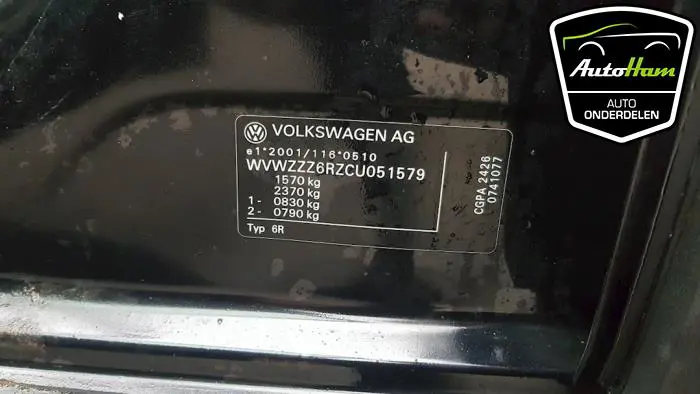 AutoHam
AUTO
ONDERDELEN
VOLKSWAGEN AG
e1*2001/116*0510
WVWZZZ6RZCU051579
1570 kg
2370 kg
1- 0830 kg
2- 0790 kg
Typ 6R
CGPA 2426
0741077